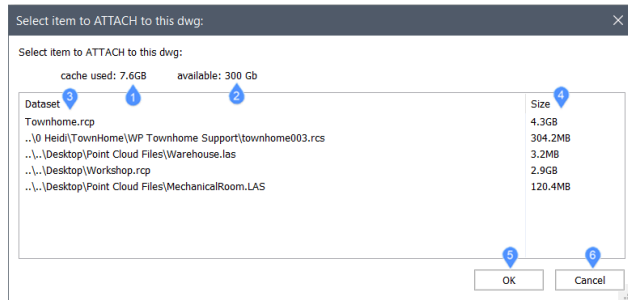 Select item to ATTACH to this dwg:
Select item to ATTACH to this dwg:
cache used: 7.6GB available: 300 Gb
3 1 2 4
Dataset Size
Townhome.rcp 4.3GB
..\0 Heidi\TownHome\WP Townhome Support\townhome003.rcs 304.2MB
..\..\Desktop\Point Cloud Files\Warehouse.las 3.2MB
..\..\Desktop\Workshop.rcp 2.9GB
..\..\Desktop\Point Cloud Files\MechanicalRoom.LAS 120.4MB
5 6
OK Cancel